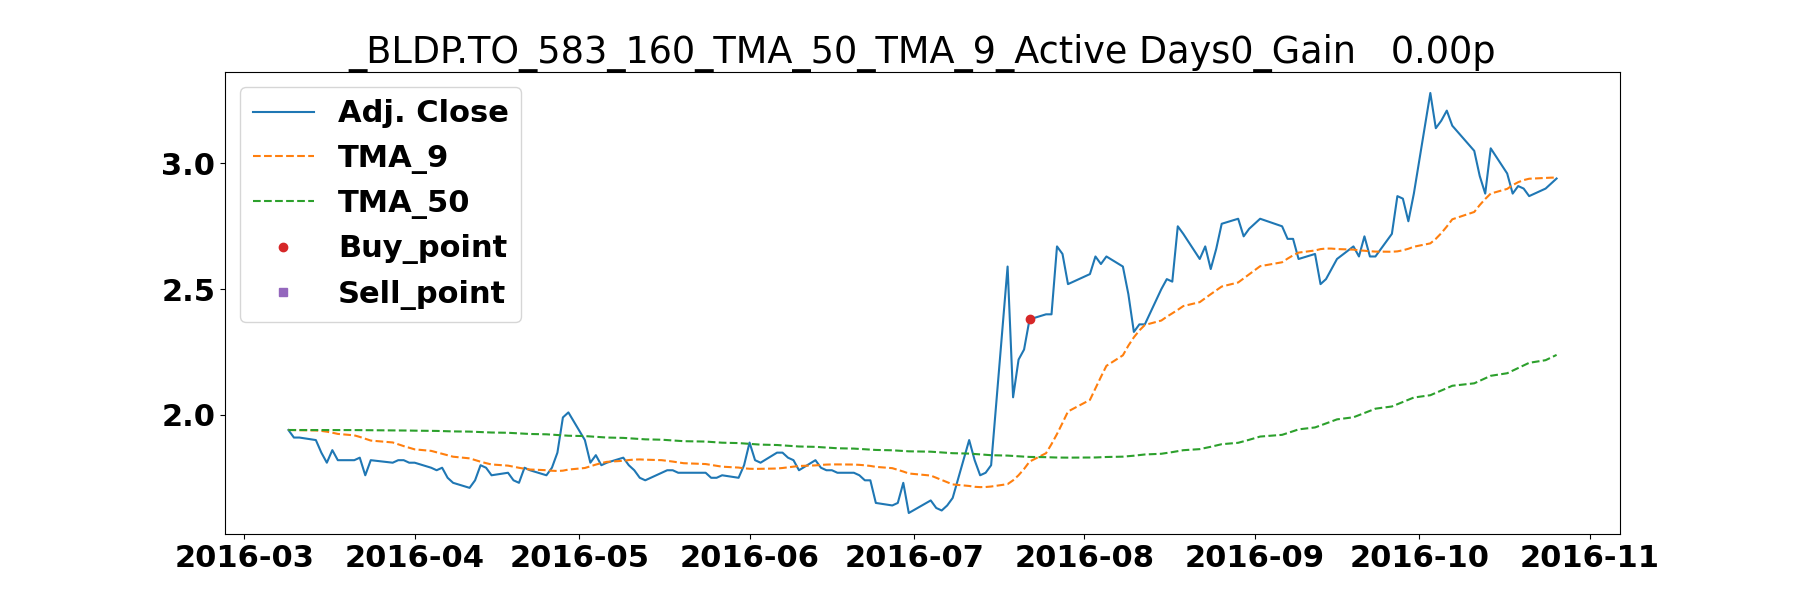 _BLDP.TO_583_160_TMA_50_TMA_9_Active Days0_Gain   0.00p
Adj. Close
TMA_9
TMA_50
Buy_point
Sell_point
3.0
2.5
2.0
2016-03 2016-04 2016-05 2016-06 2016-07 2016-08 2016-09 2016-10 2016-11